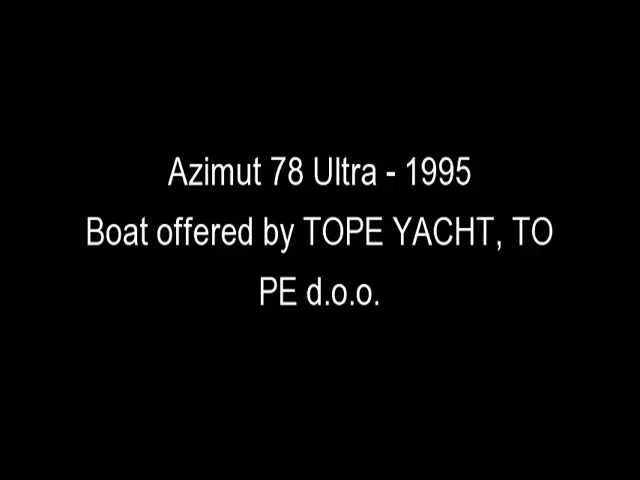 Azimut 78 Ultra - 1995
Boat offered by TOPE YACHT, TO
PE d.o.o.